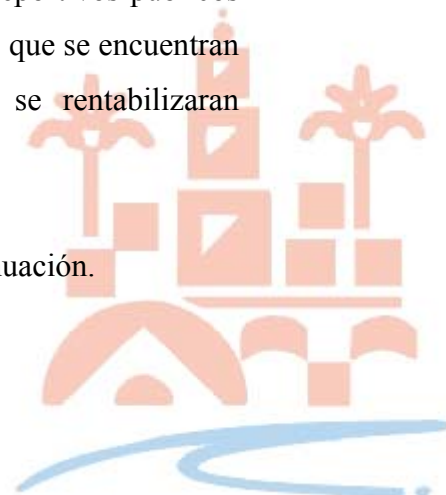 que se encuentran
se rentabilizaran
uación.